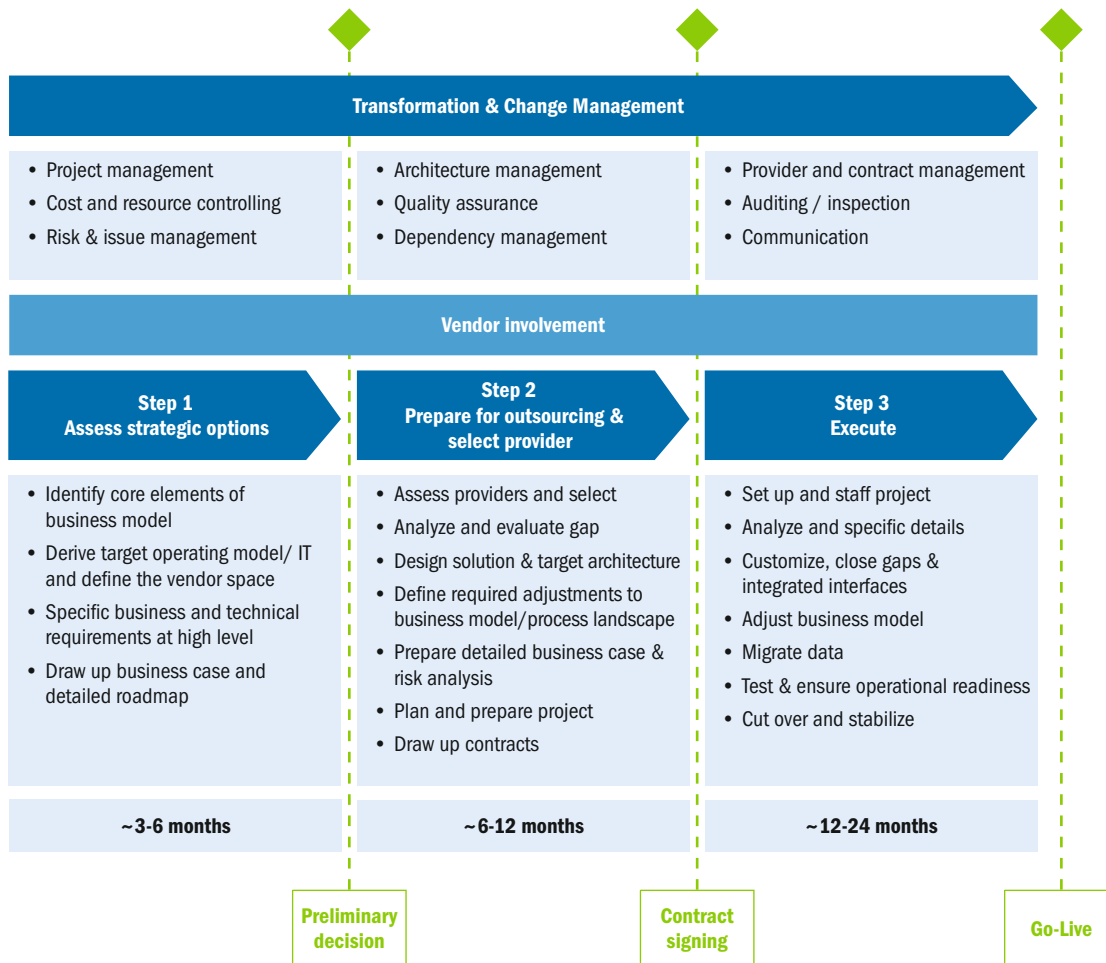 Transformation & Change Management
• Project management
• Cost and resource controlling
• Risk & issue management
• Architecture management
• Quality assurance
• Dependency management
• Provider and contract management
• Auditing / inspection
• Communication
Vendor involvement
Step 1
Assess strategic options
Step 2
Prepare for outsourcing &
select provider
Step 3
Execute
• Identify core elements of
business model
• Derive target operating model/ IT
and define the vendor space
• Specific business and technical
requirements at high level
• Draw up business case and
detailed roadmap
• Assess providers and select
• Analyze and evaluate gap
• Design solution & target architecture
• Define required adjustments to
business model/process landscape
• Prepare detailed business case &
risk analysis
• Plan and prepare project
• Draw up contracts
• Set up and staff project
• Analyze and specific details
• Customize, close gaps &
integrated interfaces
• Adjust business model
• Migrate data
• Test & ensure operational readiness
• Cut over and stabilize
~3-6 months
~6-12 months
~12-24 months
Preliminary
decision
Contract
signing
Go-Live